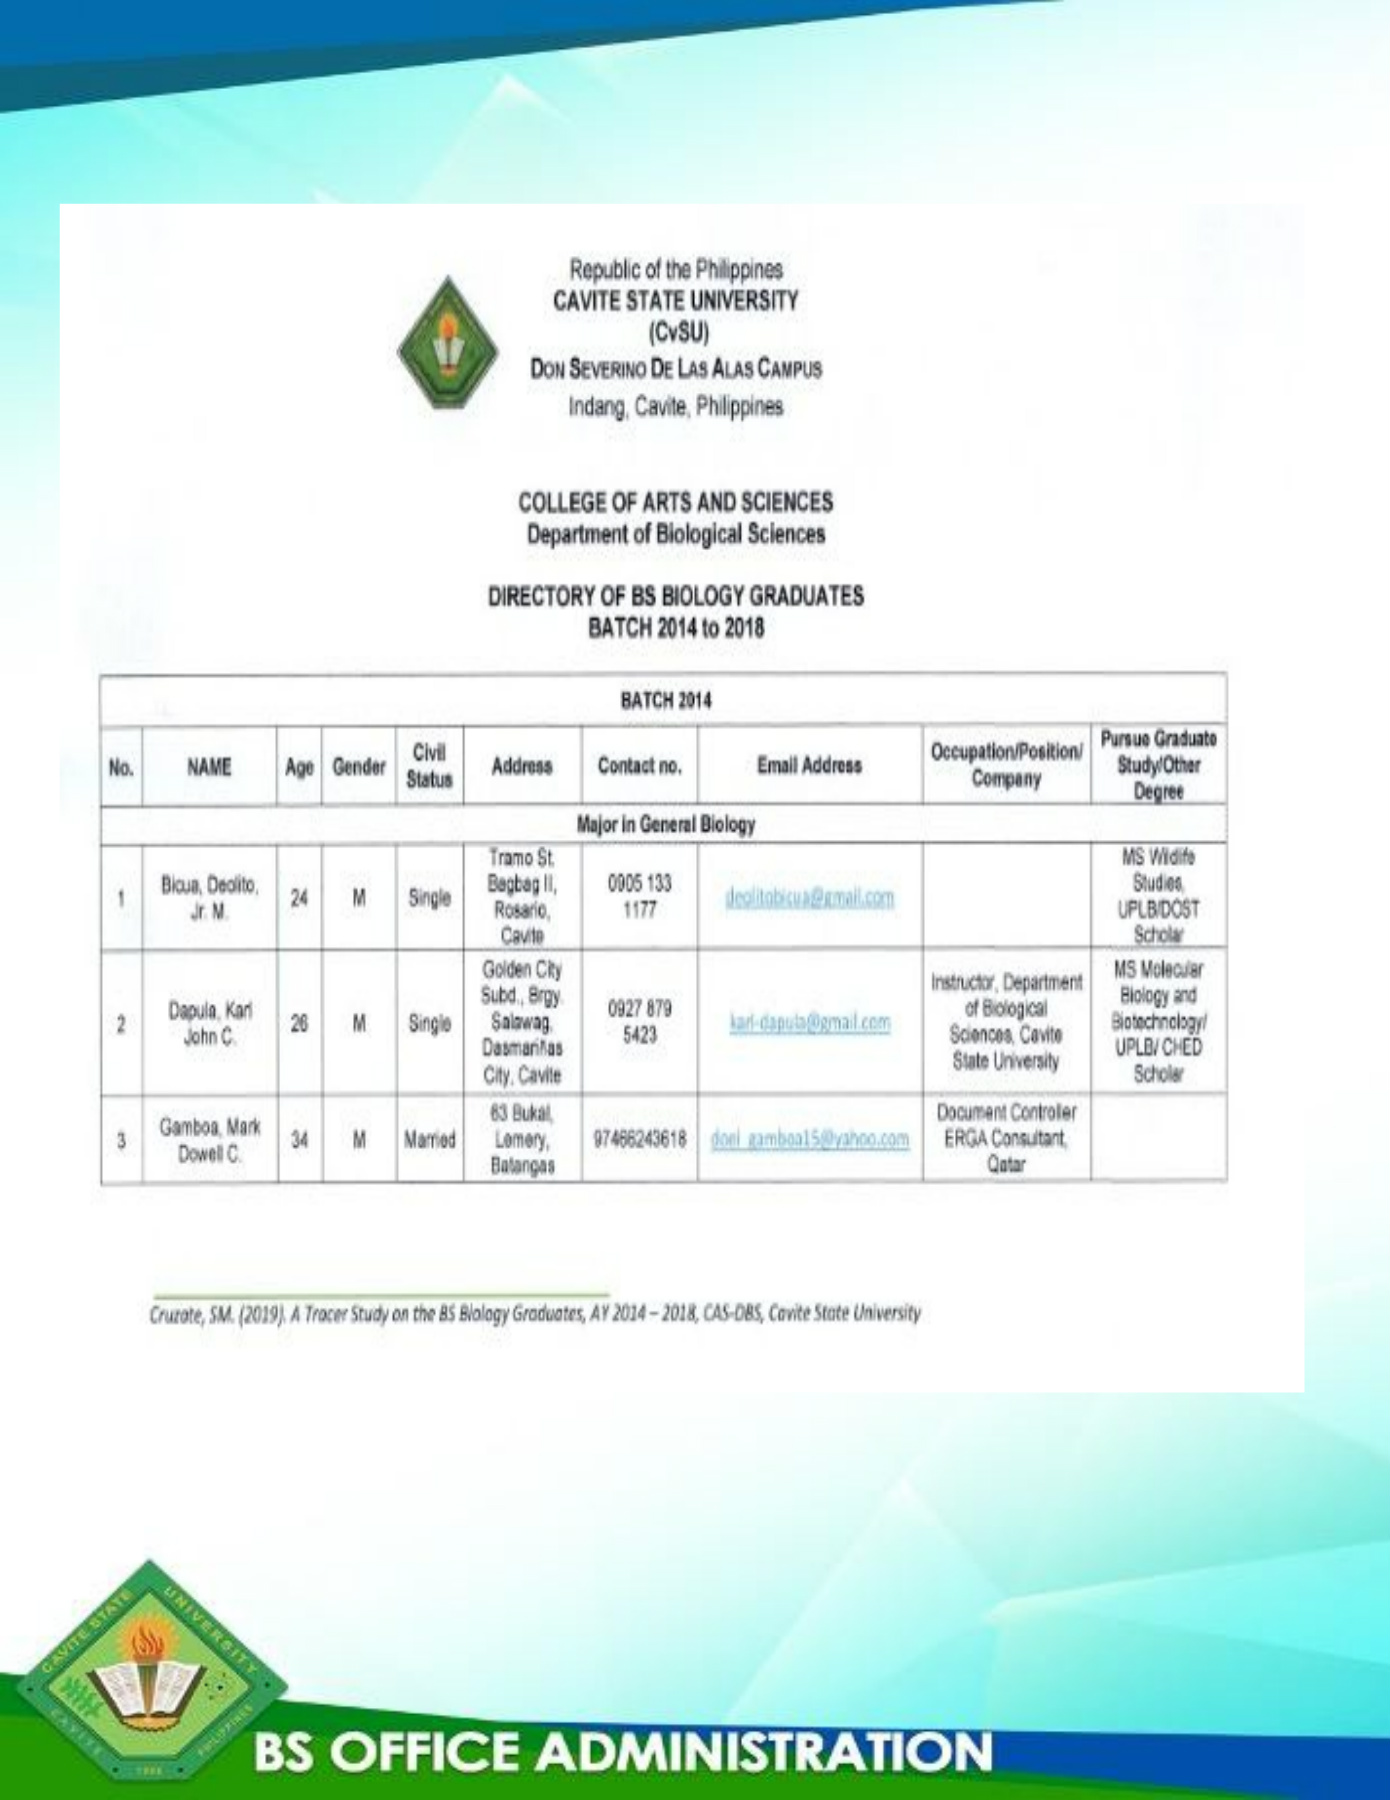 Republic of the Philippines
CAVITE STATE UNIVERSITY
(CvSU)
DON SEVERINO DE LAS ALAS CAMPUS
Indang, Cavite, Philippines
COLLEGE OF ARTS AND SCIENCES
Department of Biological Sciences
DIRECTORY OF BS BIOLOGY GRADUATES
BATCH 2014 to 2018
BATCH 2014
No. NAME Age Gender Civil Status Address Contact no. Email Address Occupation/Position/ Company Pursue Graduate Study/Other Degree
Major in General Biology
1 Bicua, Deolito, Jr. M. 24 M Single Tramo St. Bagbag II, Rosario, Cavite 0905 133 1177 deolitobicua@gmail.com MS Wildife Studies, UPLB/DOST Scholar
2 Dapula, Karl John C. 26 M Single Golden City Subd., Brgy. Salawag, Dasmariñas City, Cavite 0927 879 5423 karl-dapula@gmail.com Instructor, Department of Biological Sciences, Cavite State University MS Molecular Biology and Biotechnology/ UPLB/ CHED Scholar
3 Gamboa, Mark Dowell C. 34 M Married 63 Bukal, Lemery, Batangas 97466243618 doel_gamboa15@yahoo.com Document Controller ERGA Consultant, Qatar
Cruzate, SM. (2019). A Tracer Study on the BS Biology Graduates, AY 2014 – 2018, CAS-DBS, Cavite State University
CAVITE STATE UNIVERSITY
CAVITE PHILIPPINES
1906
BS OFFICE ADMINISTRATION